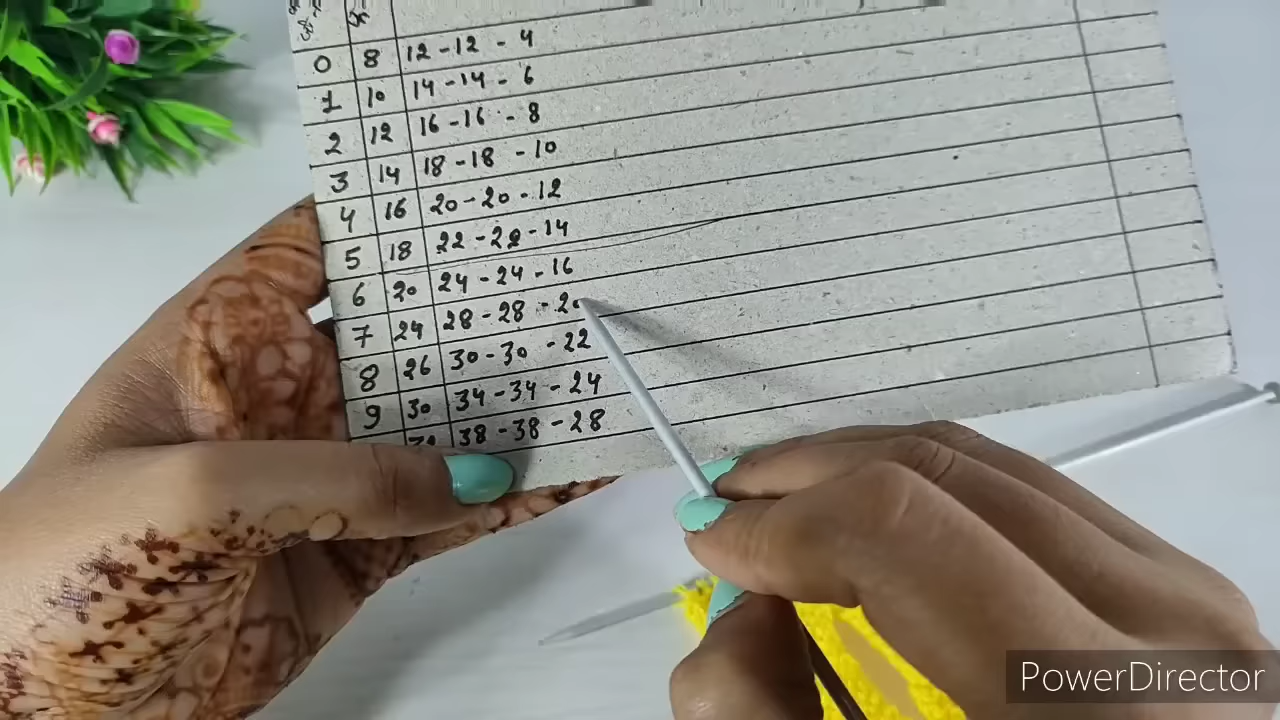 0 8 12-12-4
1 10 14-14-6
2 12 16-16-8
3 14 18-18-10
4 16 20-20-12
5 18 22-22-14
6 20 24-24-16
7 24 28-28-20
8 26 30-30-22
9 30 34-34-24
38-38-28
PowerDirector